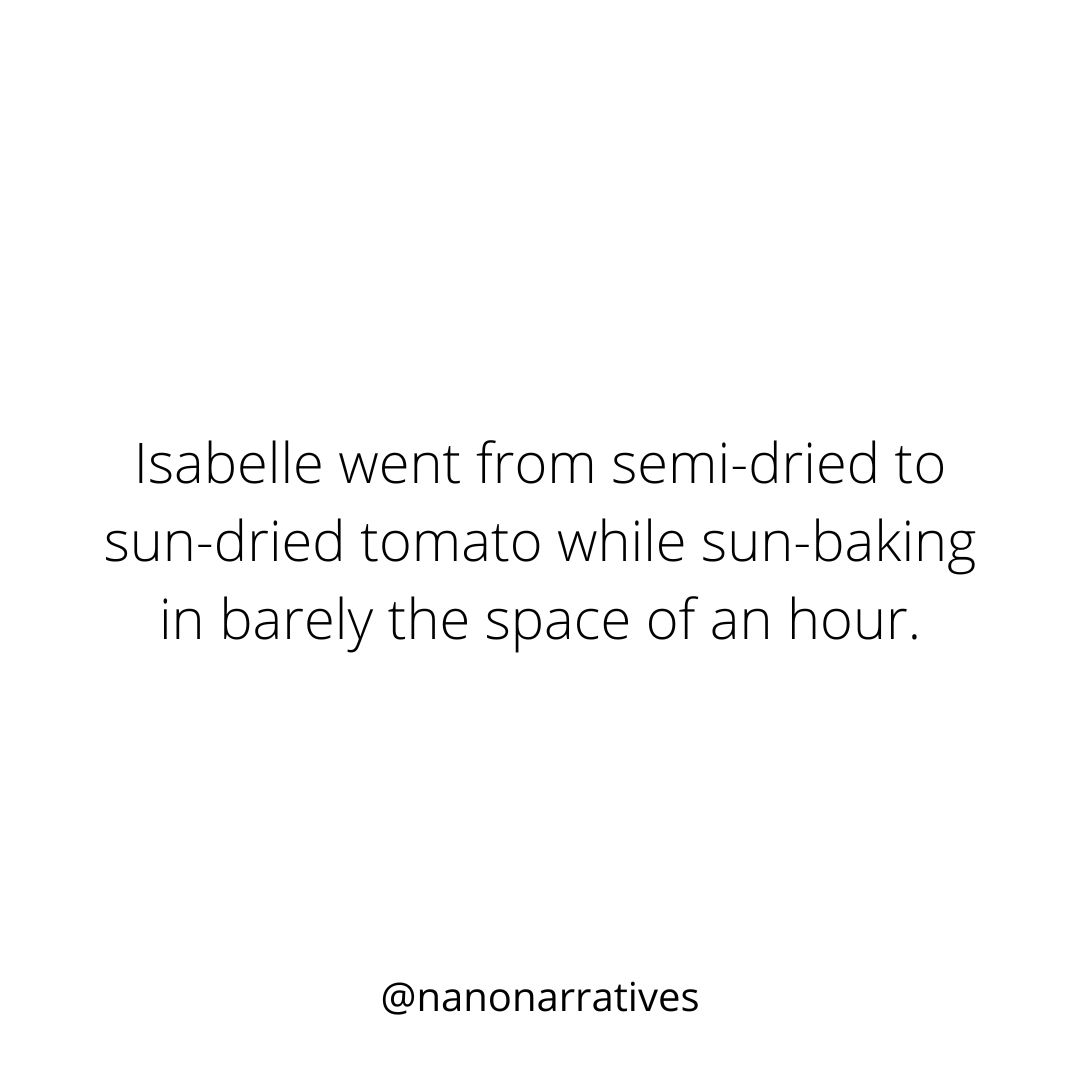 Isabelle went from semi-dried to
sun-dried tomato while sun-baking
in barely the space of an hour.
@nanonarratives